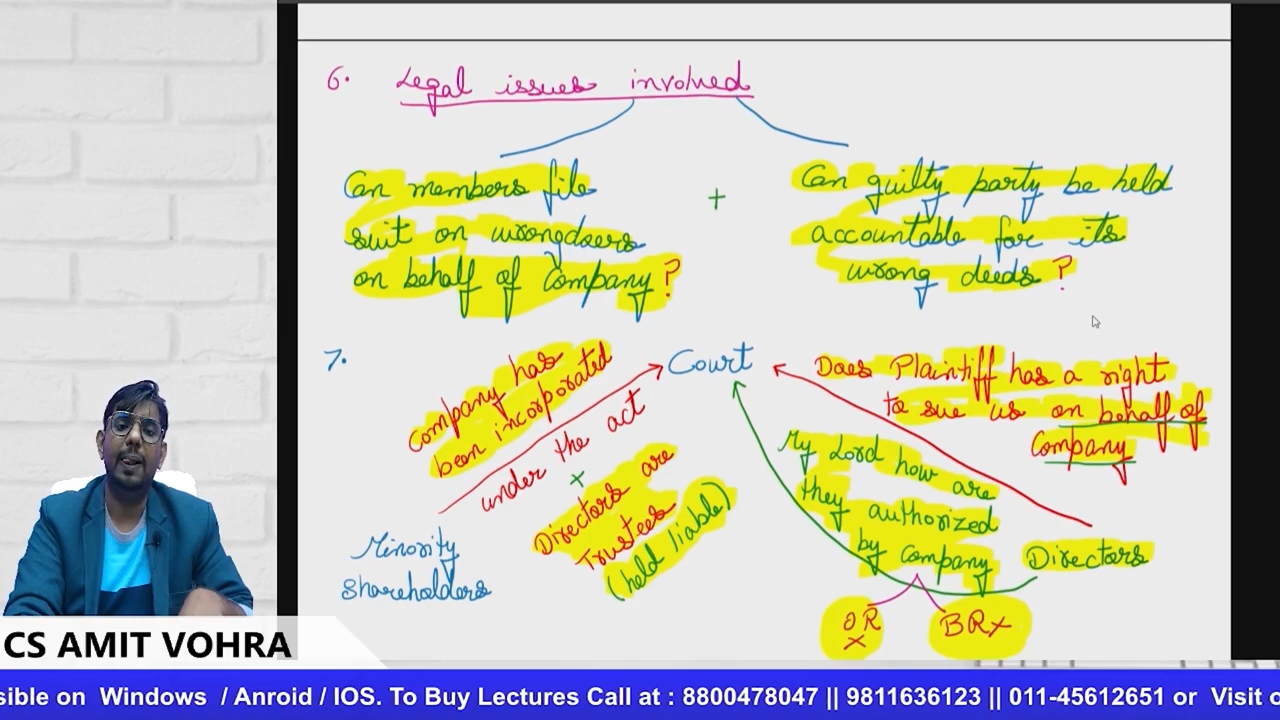 6. Legal issues involved
Can members file
suit on wrongdoers
on behalf of Company?
+
Can guilty party be held
accountable for its
wrong deeds?
7.
Court
Company has
been incorporated
under the act
+
Directors are
Trustees
(held liable)
Minority
shareholders
Does Plaintiff has a right
to sue us on behalf of
Company
My Lord how are
they authorized
by company
Directors
OR
x
BRx
CS AMIT VOHRA
sible on Windows / Anroid / IOS. To Buy Lectures Call at : 8800478047 || 9811636123 || 011-45612651 or Visit o